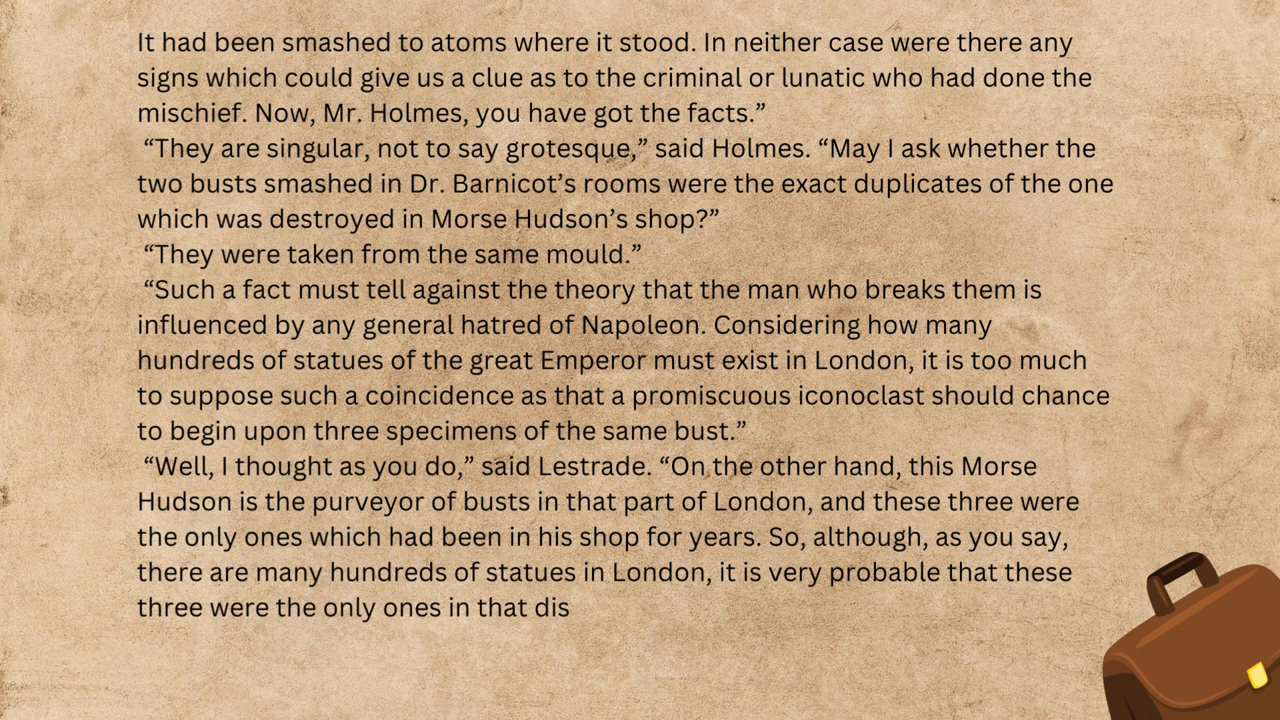 It had been smashed to atoms where it stood. In neither case were there any
signs which could give us a clue as to the criminal or lunatic who had done the
mischief. Now, Mr. Holmes, you have got the facts.”
“They are singular, not to say grotesque,” said Holmes. “May I ask whether the
two busts smashed in Dr. Barnicot’s rooms were the exact duplicates of the one
which was destroyed in Morse Hudson’s shop?”
“They were taken from the same mould.”
“Such a fact must tell against the theory that the man who breaks them is
influenced by any general hatred of Napoleon. Considering how many
hundreds of statues of the great Emperor must exist in London, it is too much
to suppose such a coincidence as that a promiscuous iconoclast should chance
to begin upon three specimens of the same bust.”
“Well, I thought as you do,” said Lestrade. “On the other hand, this Morse
Hudson is the purveyor of busts in that part of London, and these three were
the only ones which had been in his shop for years. So, although, as you say,
there are many hundreds of statues in London, it is very probable that these
three were the only ones in that dis